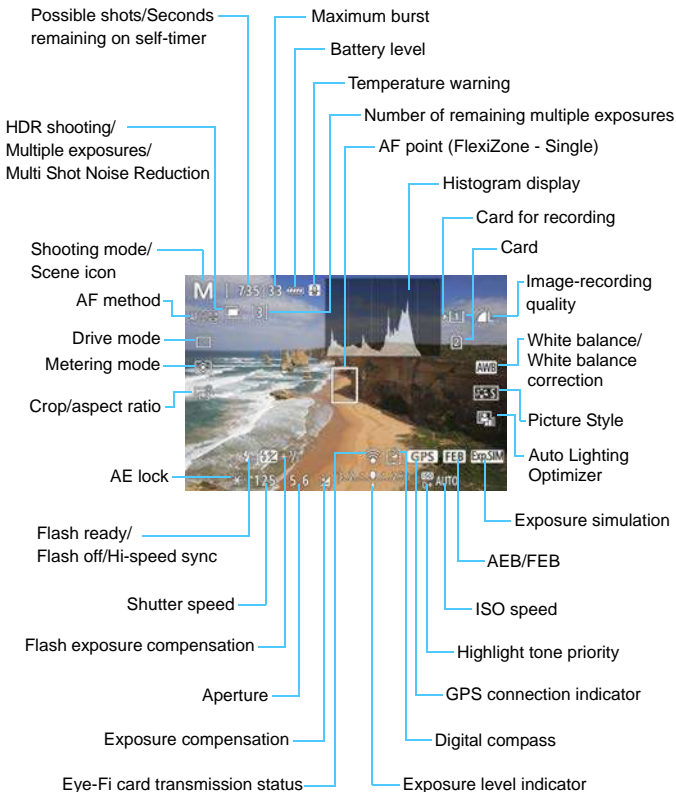 Possible shots/Seconds
remaining on self-timer
Maximum burst
Battery level
Temperature warning
Number of remaining multiple exposures
HDR shooting/
Multiple exposures/
Multi Shot Noise Reduction
AF point (FlexiZone - Single)
Histogram display
Card for recording
Card
Shooting mode/
Scene icon
Image-recording
quality
AF method
Drive mode
Metering mode
Crop/aspect ratio
White balance/
White balance
correction
Picture Style
Auto Lighting
Optimizer
M 735 33
3
1
2
AWB
GPS FEB Exp.SIM
125 5.6 AUTO
AE lock
Flash ready/
Flash off/Hi-speed sync
Exposure simulation
AEB/FEB
Shutter speed
ISO speed
Flash exposure compensation
Highlight tone priority
Aperture
GPS connection indicator
Exposure compensation
Digital compass
Eye-Fi card transmission status
Exposure level indicator